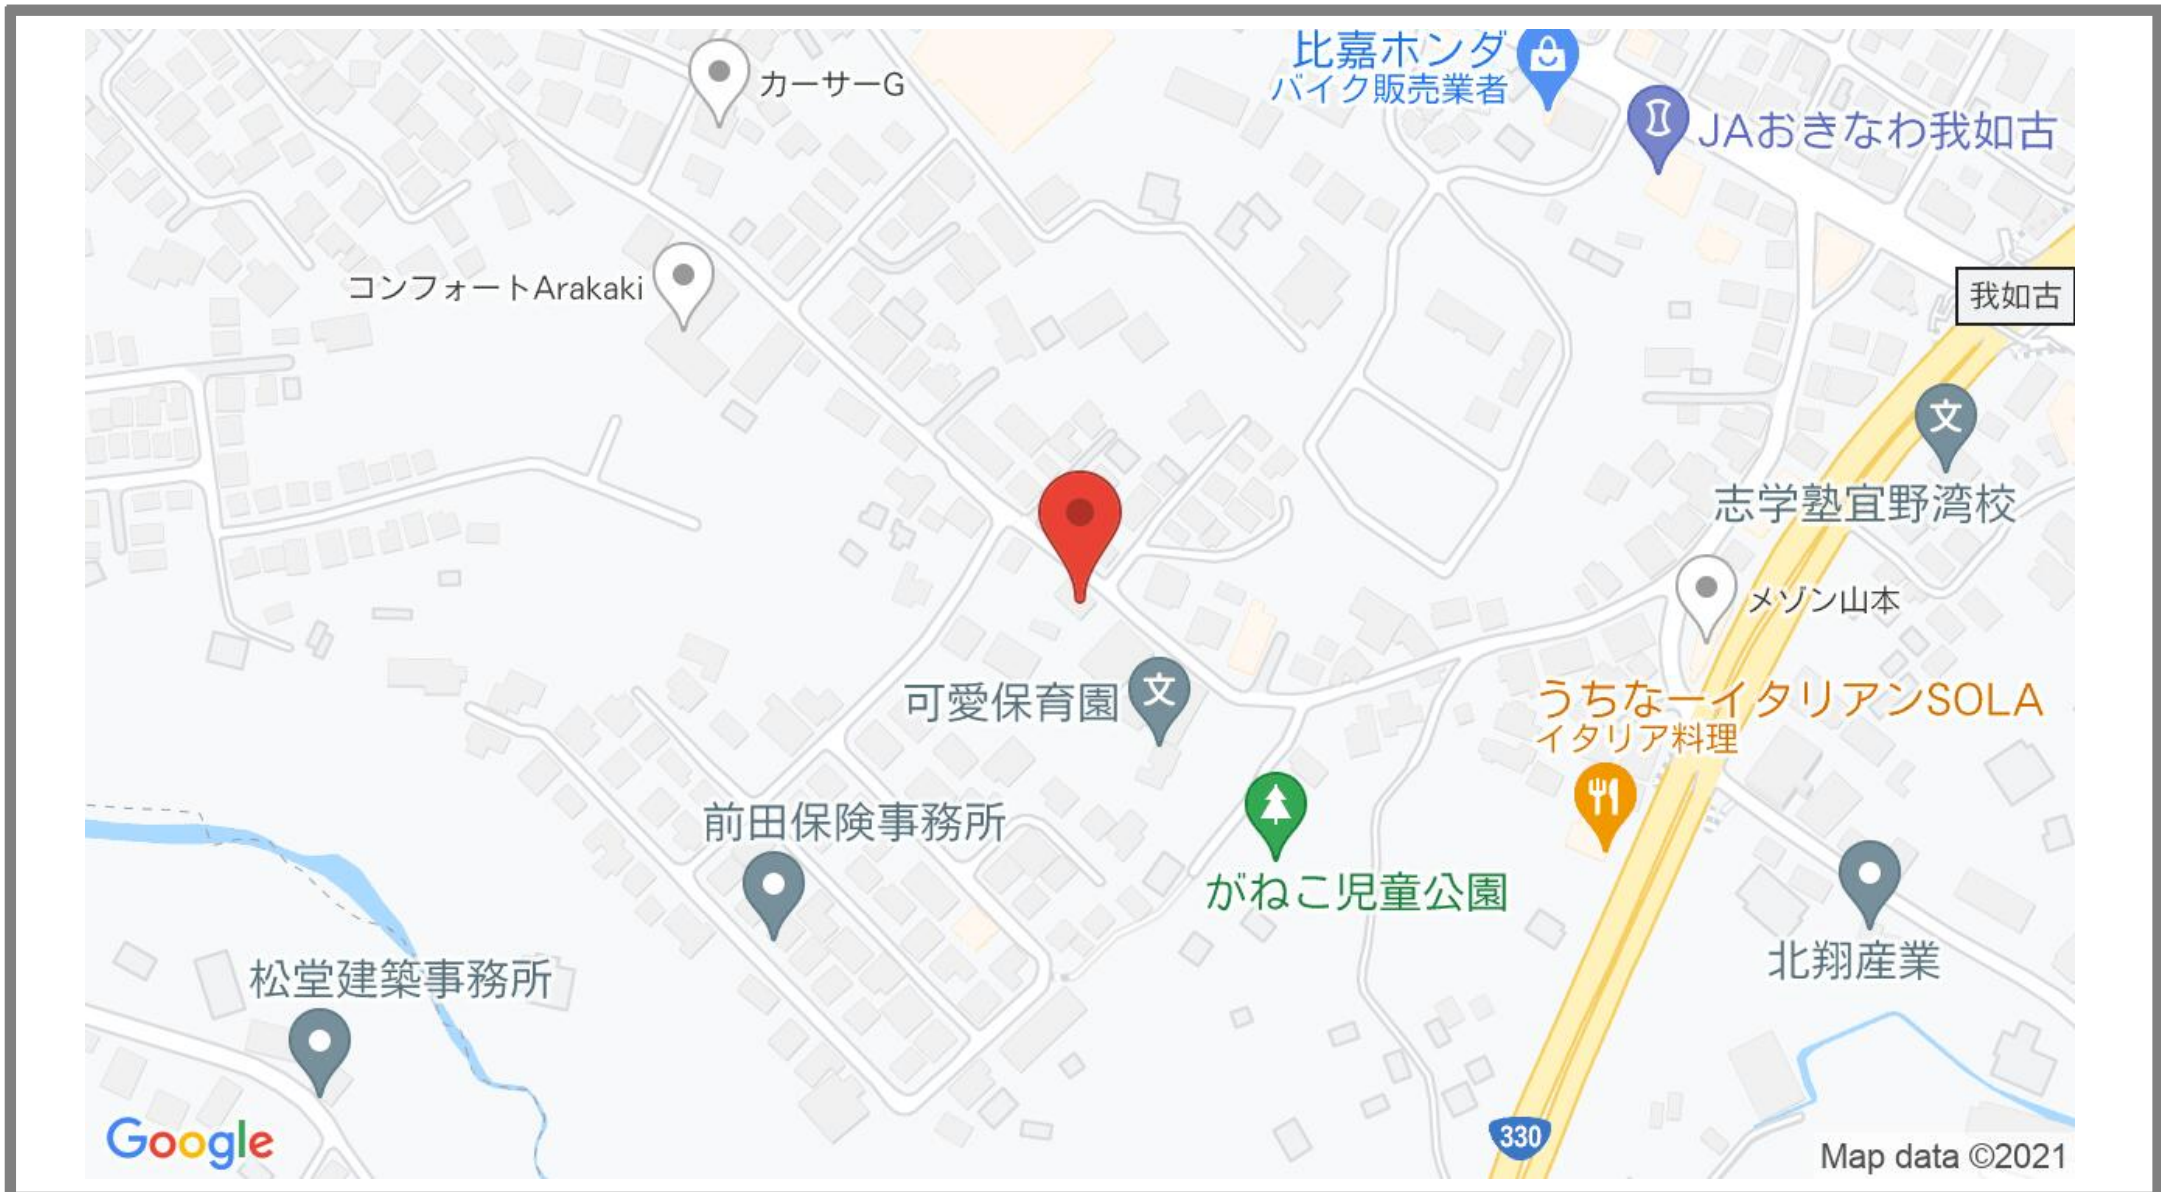 比嘉ホンダ
バイク販売業者
カーサーG
JAおきなわ我如古
コンフォートArakaki
我如古
文
志学塾宜野湾校
メゾン山本
可愛保育園
文
うちなーイタリアンSOLA
イタリア料理
前田保険事務所
がねこ児童公園
北翔産業
松堂建築事務所
330
Google
Map data ©2021